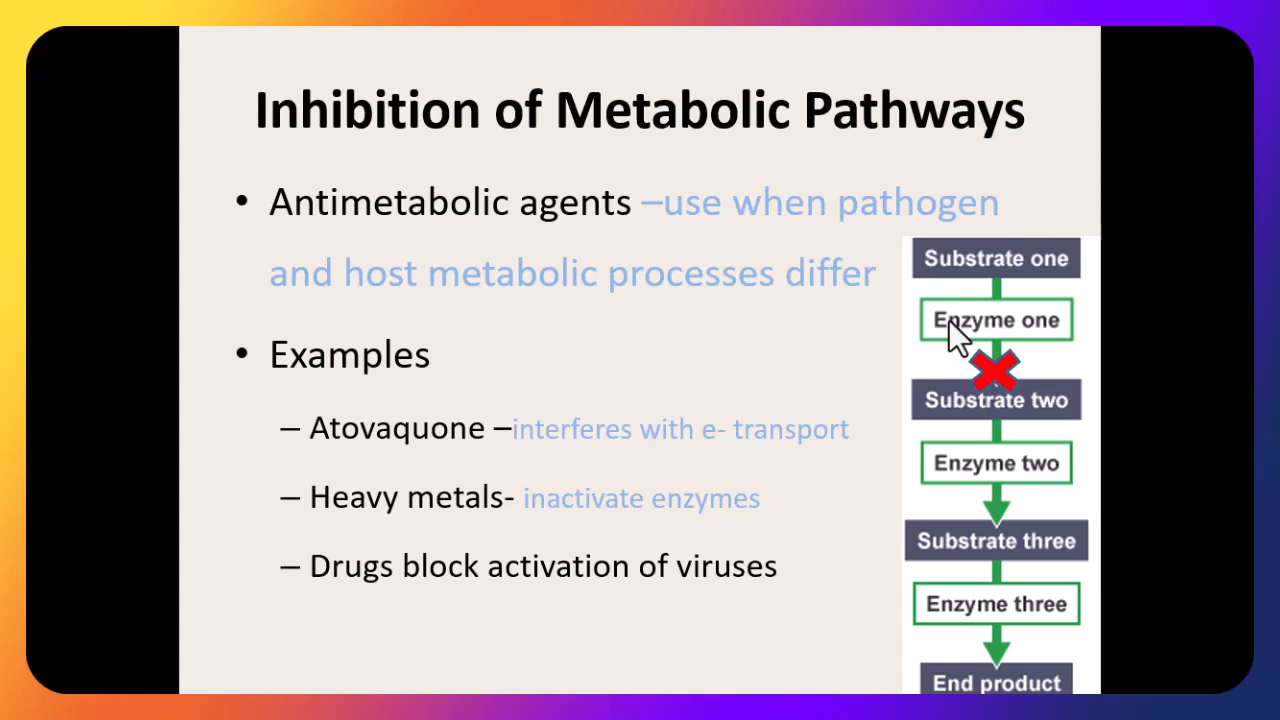 Inhibition of Metabolic Pathways
• Antimetabolic agents –use when pathogen
and host metabolic processes differ
• Examples
– Atovaquone –interferes with e- transport
– Heavy metals- inactivate enzymes
– Drugs block activation of viruses
Substrate one
Enzyme one
Substrate two
Enzyme two
Substrate three
Enzyme three
End product